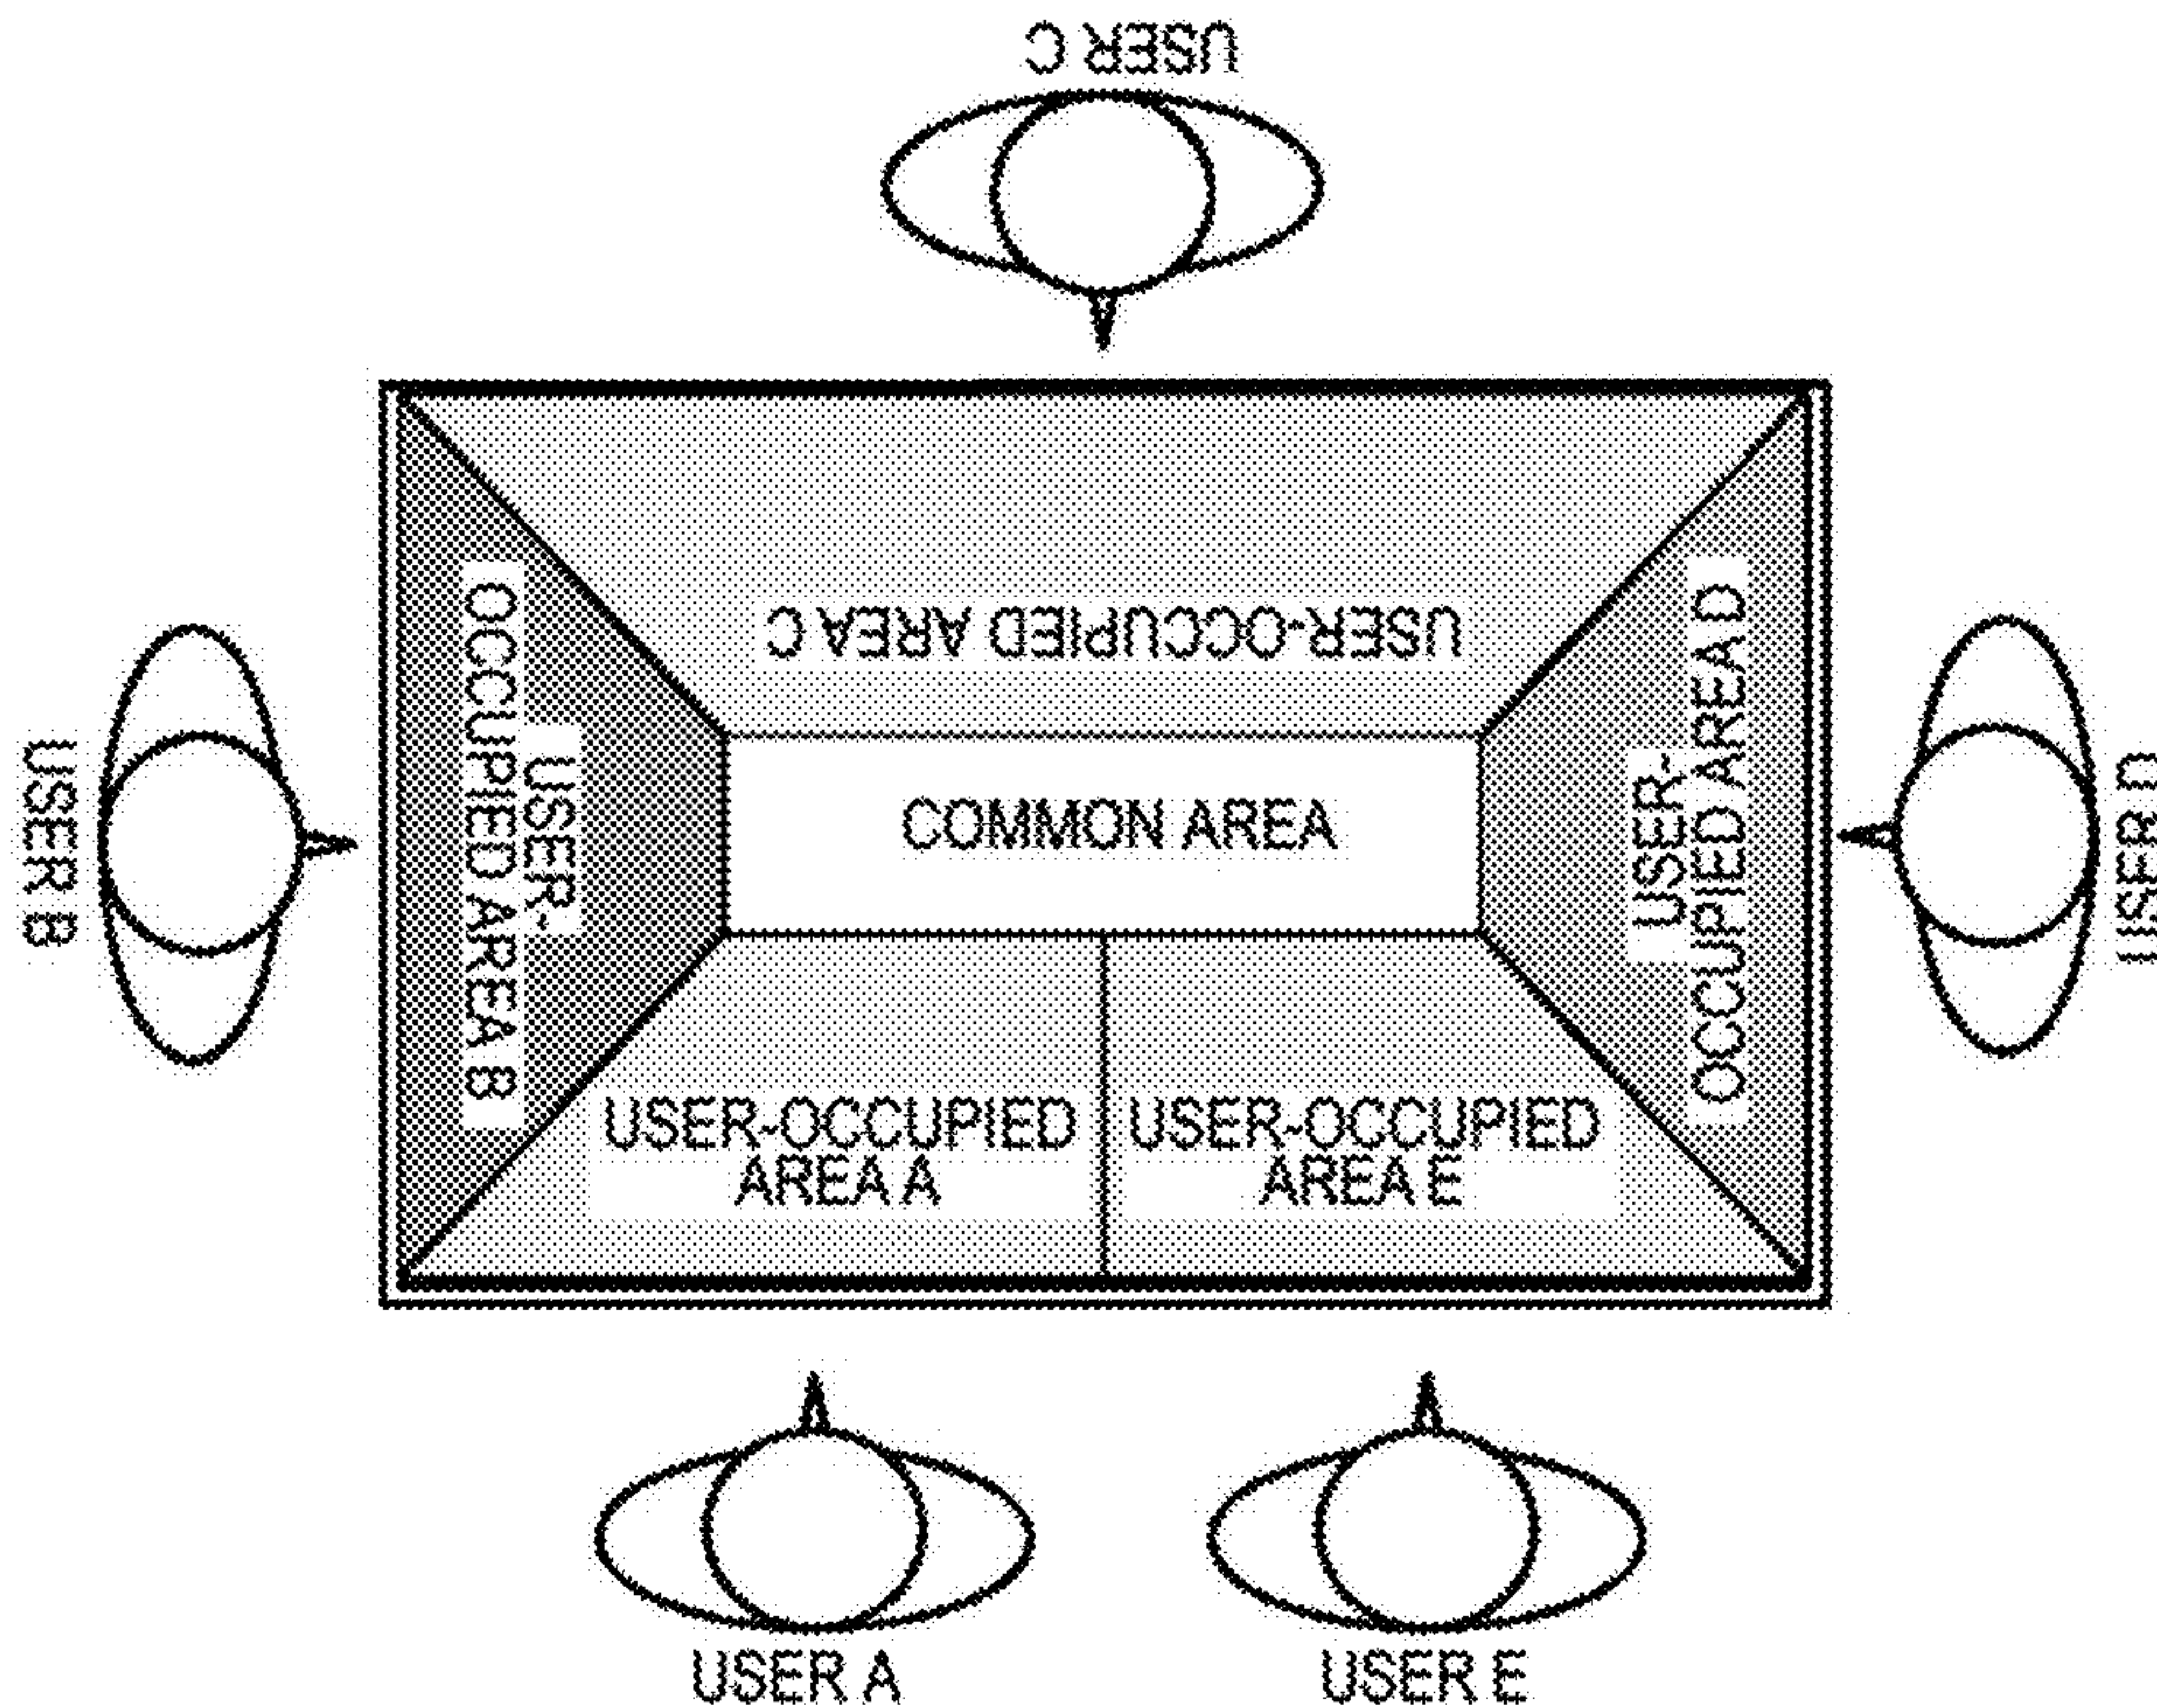 USER C
USER-OCCUPIED AREA C
USER B
USER-
OCCUPIED AREA B
COMMON AREA
USER-
OCCUPIED AREA D
USER D
USER-OCCUPIED
AREA A
USER-OCCUPIED
AREA E
USER A
USER E